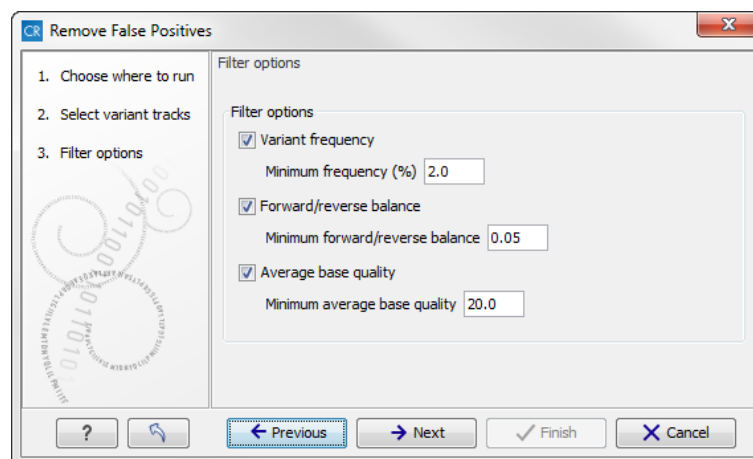 CR Remove False Positives
X
1. Choose where to run
2. Select variant tracks
3. Filter options
Filter options
Filter options
Variant frequency
Minimum frequency (%) 2.0
Forward/reverse balance
Minimum forward/reverse balance 0.05
Average base quality
Minimum average base quality 20.0
? Previous Next Finish Cancel